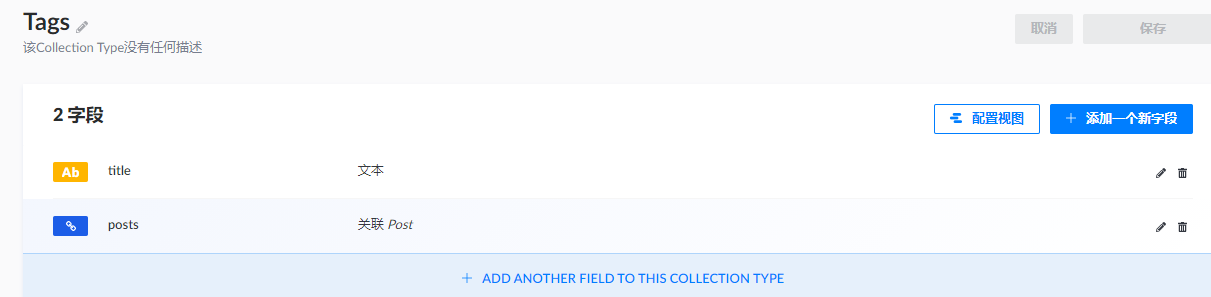 Tags
该Collection Type没有任何描述
取消
保存
2 字段
配置视图
添加一个新字段
Ab title 文本
posts 关联 Post
ADD ANOTHER FIELD TO THIS COLLECTION TYPE